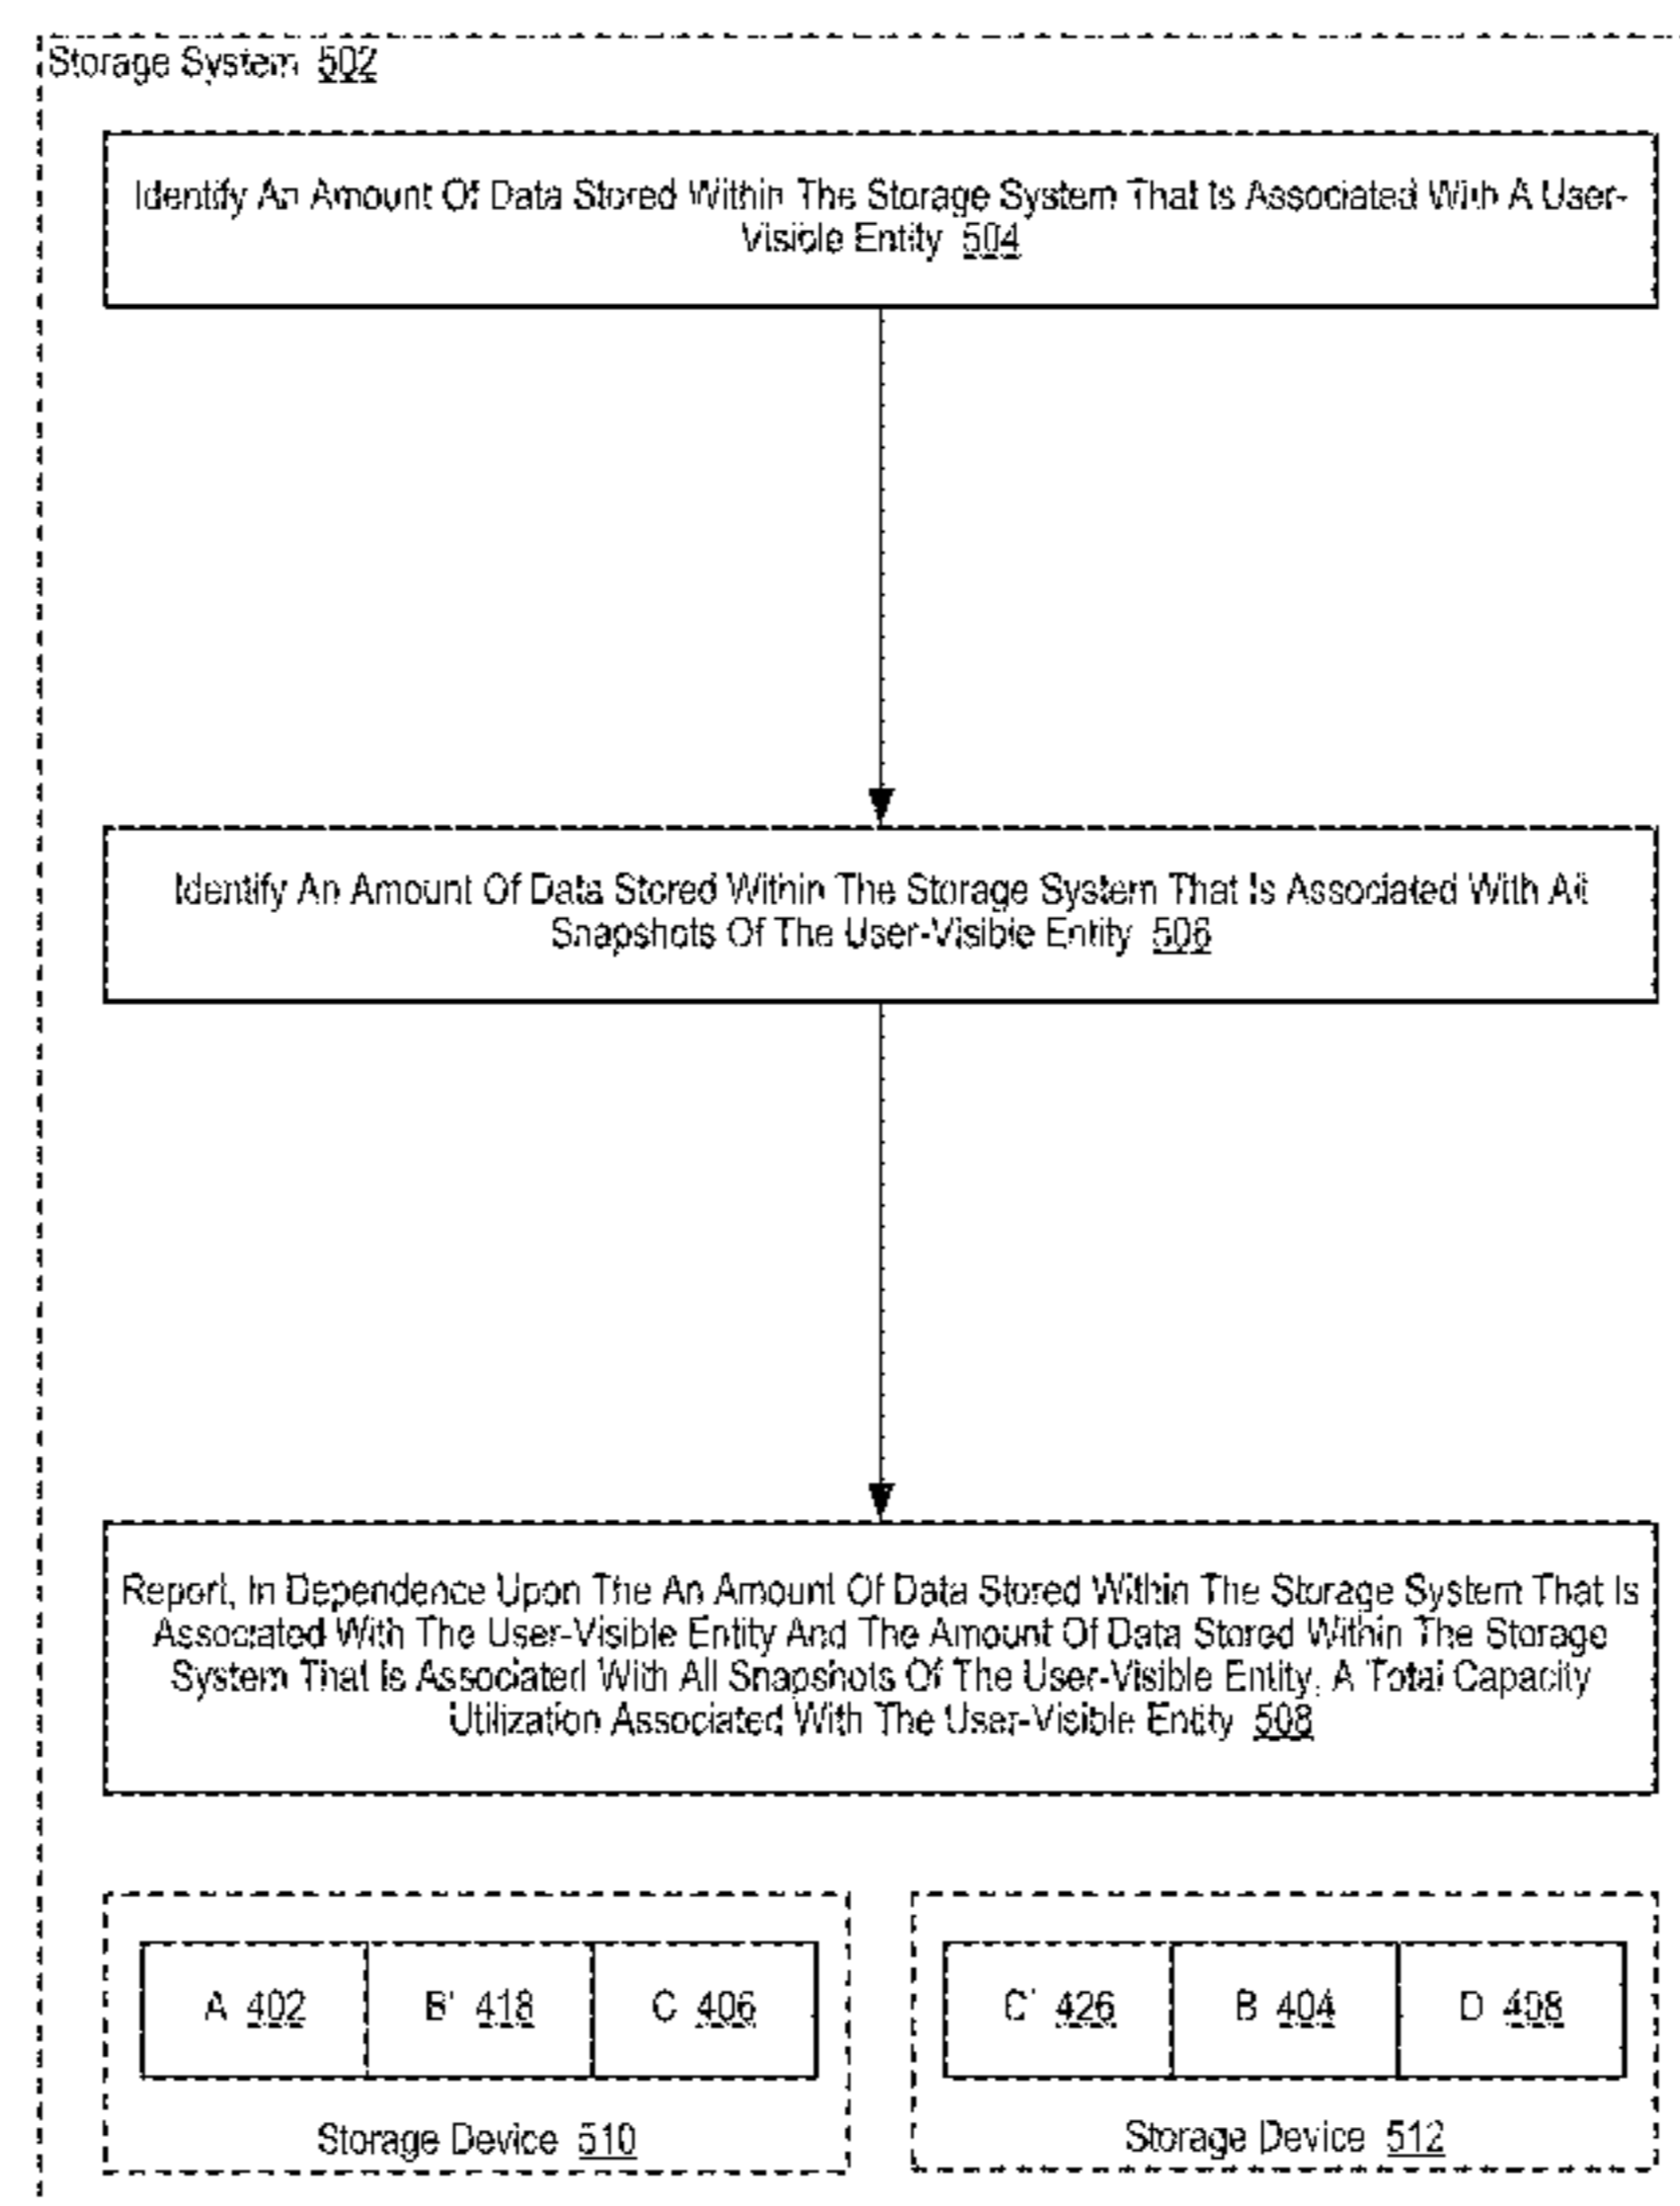 Storage System 502
Identify An Amount Of Data Stored Within The Storage System That Is Associated With A User-
Visible Entity 504
Identify An Amount Of Data Stored Within The Storage System That Is Associated With All
Snapshots Of The User-Visible Entity 506
Report, In Dependence Upon The An Amount Of Data Stored Within The Storage System That Is
Associated With The User-Visible Entity And The Amount Of Data Stored Within The Storage
System That Is Associated With All Snapshots Of The User-Visible Entity, A Total Capacity
Utilization Associated With The User-Visible Entity 508
A 402
B' 418
C 406
Storage Device 510
C' 426
B 404
D 408
Storage Device 512